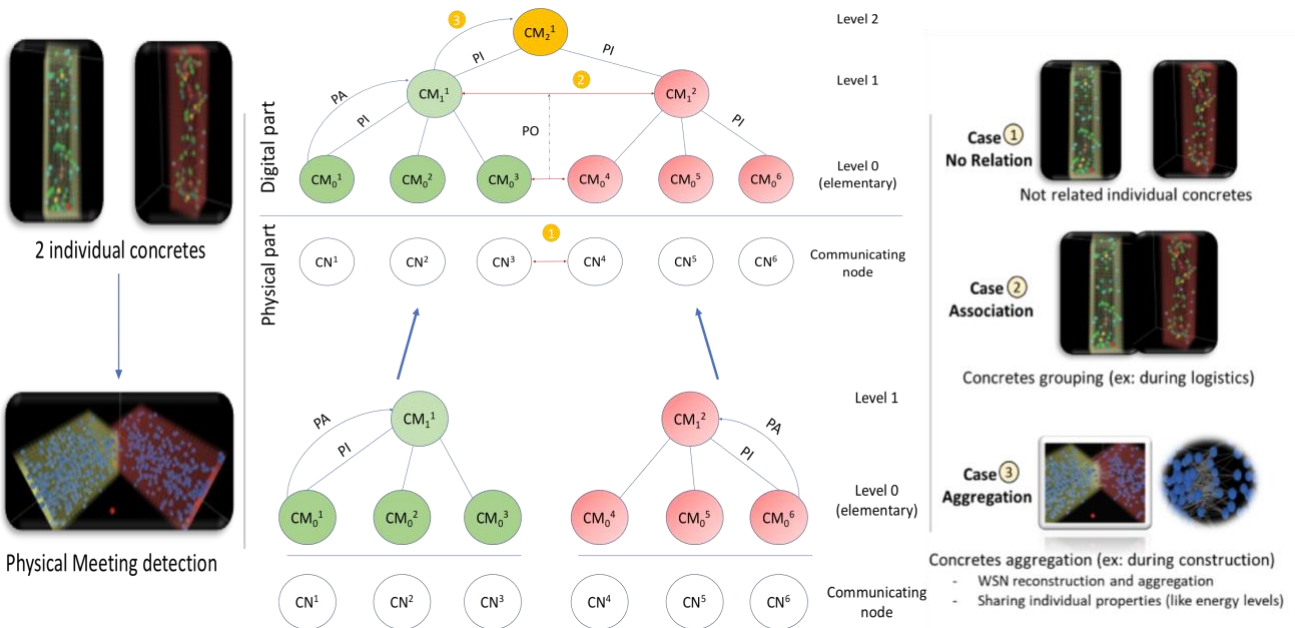 2 individual concretes
Physical Meeting detection
Digital part
Physical part
3
CM₂¹
Level 2
PI
PI
2
PA
CM₁¹
CM₁²
Level 1
PI
PO
PI
CM₀¹
CM₀²
CM₀³
CM₀⁴
CM₀⁵
CM₀⁶
Level 0
(elementary)
1
CN¹
CN²
CN³
CN⁴
CN⁵
CN⁶
Communicating
node
PA
CM₁¹
CM₁²
PA
Level 1
PI
PI
CM₀¹
CM₀²
CM₀³
CM₀⁴
CM₀⁵
CM₀⁶
Level 0
(elementary)
CN¹
CN²
CN³
CN⁴
CN⁵
CN⁶
Communicating
node
Case 1
No Relation
Not related individual concretes
Case 2
Association
Concretes grouping (ex: during logistics)
Case 3
Aggregation
Concretes aggregation (ex: during construction)
- WSN reconstruction and aggregation
- Sharing individual properties (like energy levels)